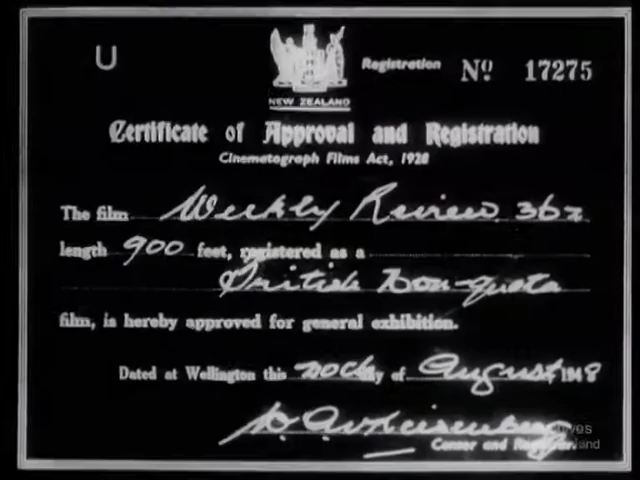 U
NEW ZEALAND
Registration No. 17275
Certificate of Approval and Registration
Cinematograph Films Act, 1928
The film Weekly Review 362
length 900 feet, registered as a
British Non-quota
film, is hereby approved for general exhibition.
Dated at Wellington this 20th day of August, 1948
Censor and